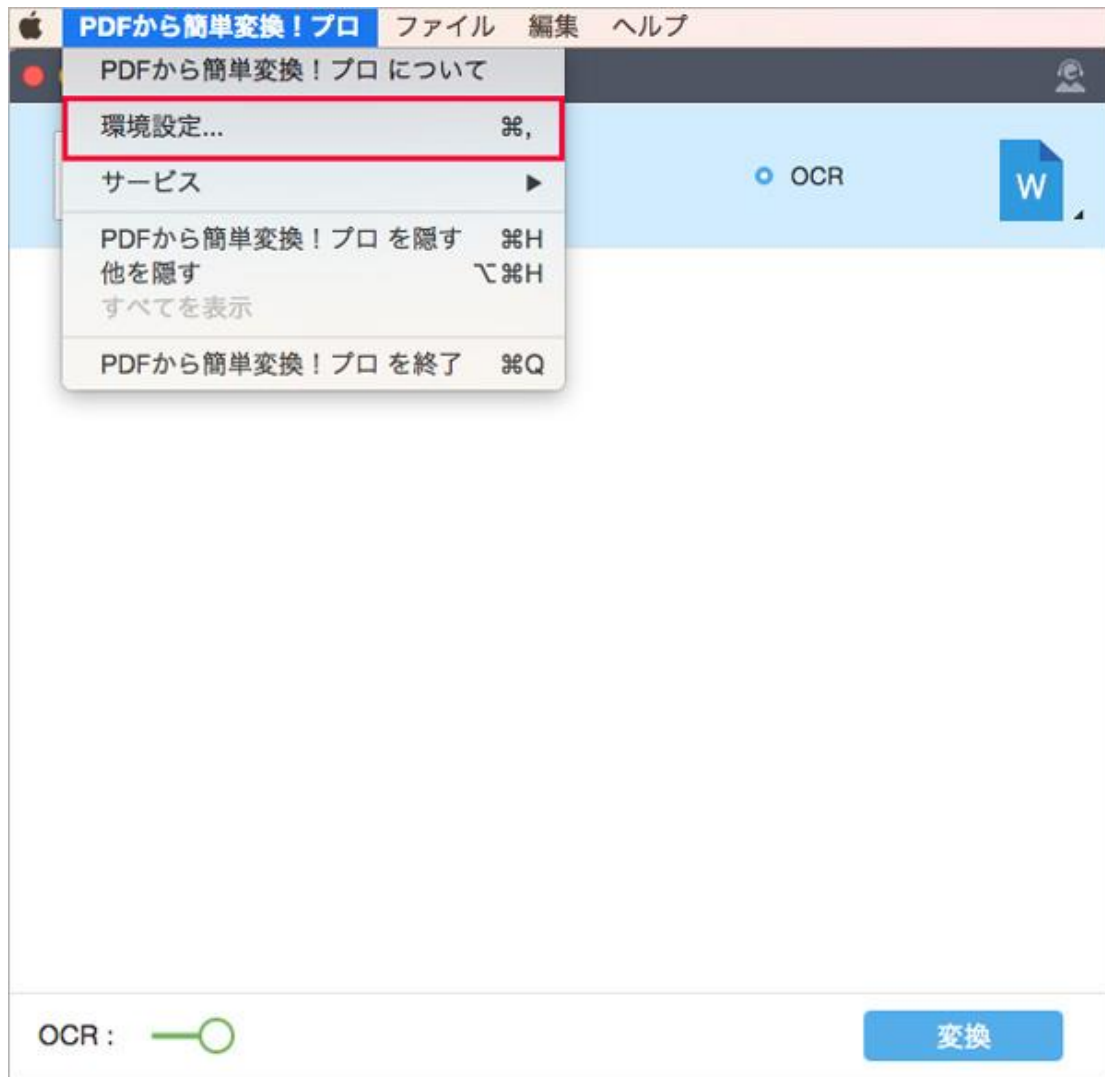 PDFから簡単変換！プロ ファイル 編集 ヘルプ
PDFから簡単変換！プロ について
環境設定... ⌘,
サービス ▶
OCR
W
PDFから簡単変換！プロ を隠す ⌘H
他を隠す ⌥⌘H
すべてを表示
PDFから簡単変換！プロ を終了 ⌘Q
OCR : 変換